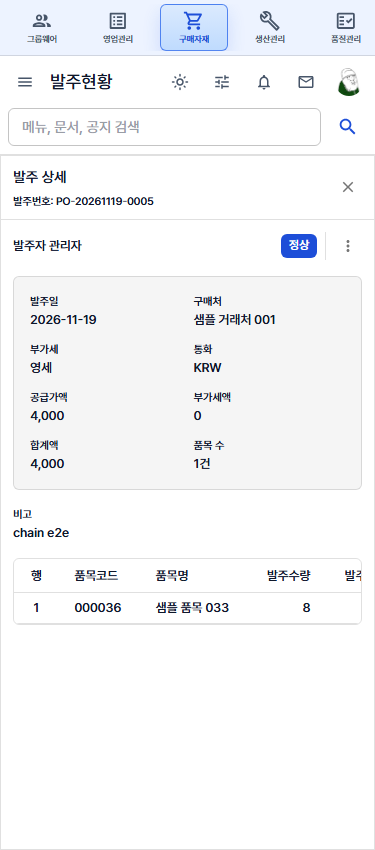 그룹웨어 영업관리 구매자재 생산관리 품질관리
발주현황
메뉴, 문서, 공지 검색
발주 상세
발주번호: PO-20261119-0005
발주자 관리자 정상
발주일 구매처
2026-11-19 샘플 거래처 001
부가세 통화
영세 KRW
공급가액 부가세액
4,000 0
합계액 품목 수
4,000 1건
비고
chain e2e
행 품목코드 품목명 발주수량 발주
1 000036 샘플 품목 033 8